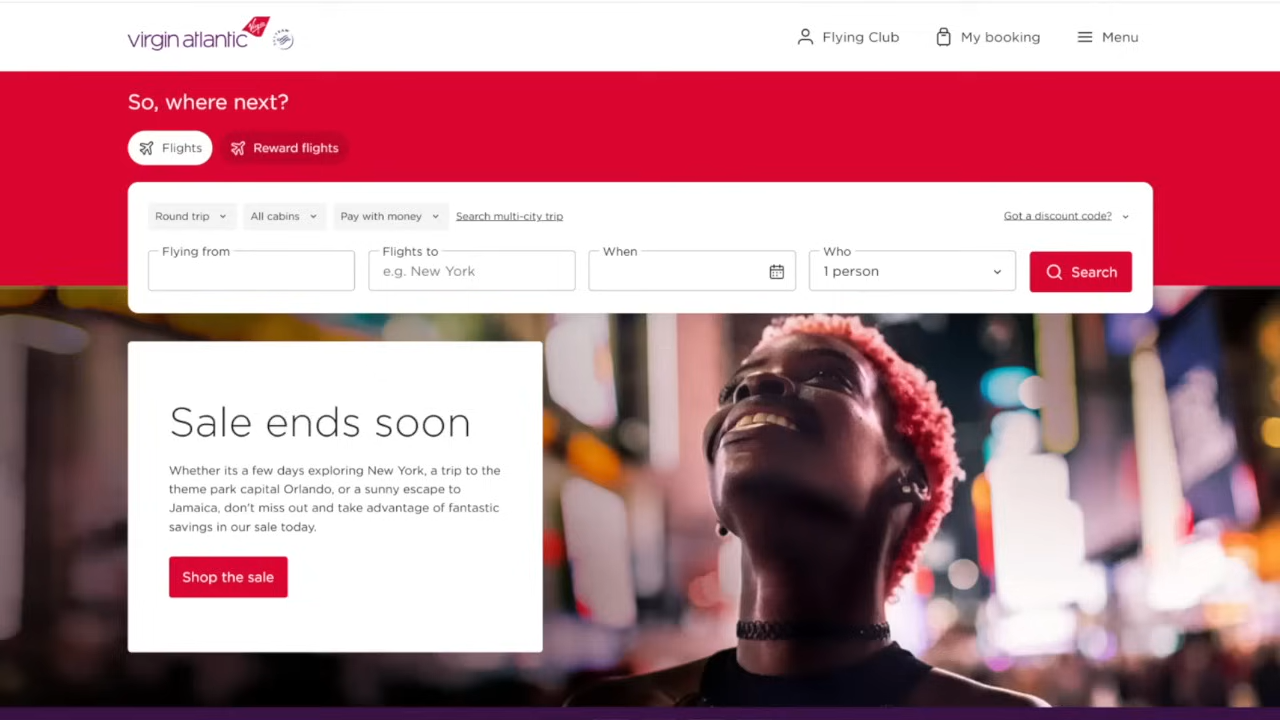 virgin atlantic
Flying Club
My booking
Menu
So, where next?
Flights
Reward flights
Round trip
All cabins
Pay with money
Search multi-city trip
Got a discount code?
Flying from
Flights to
e.g. New York
When
Who
1 person
Search
Sale ends soon
Whether its a few days exploring New York, a trip to the
theme park capital Orlando, or a sunny escape to
Jamaica, don't miss out and take advantage of fantastic
savings in our sale today.
Shop the sale